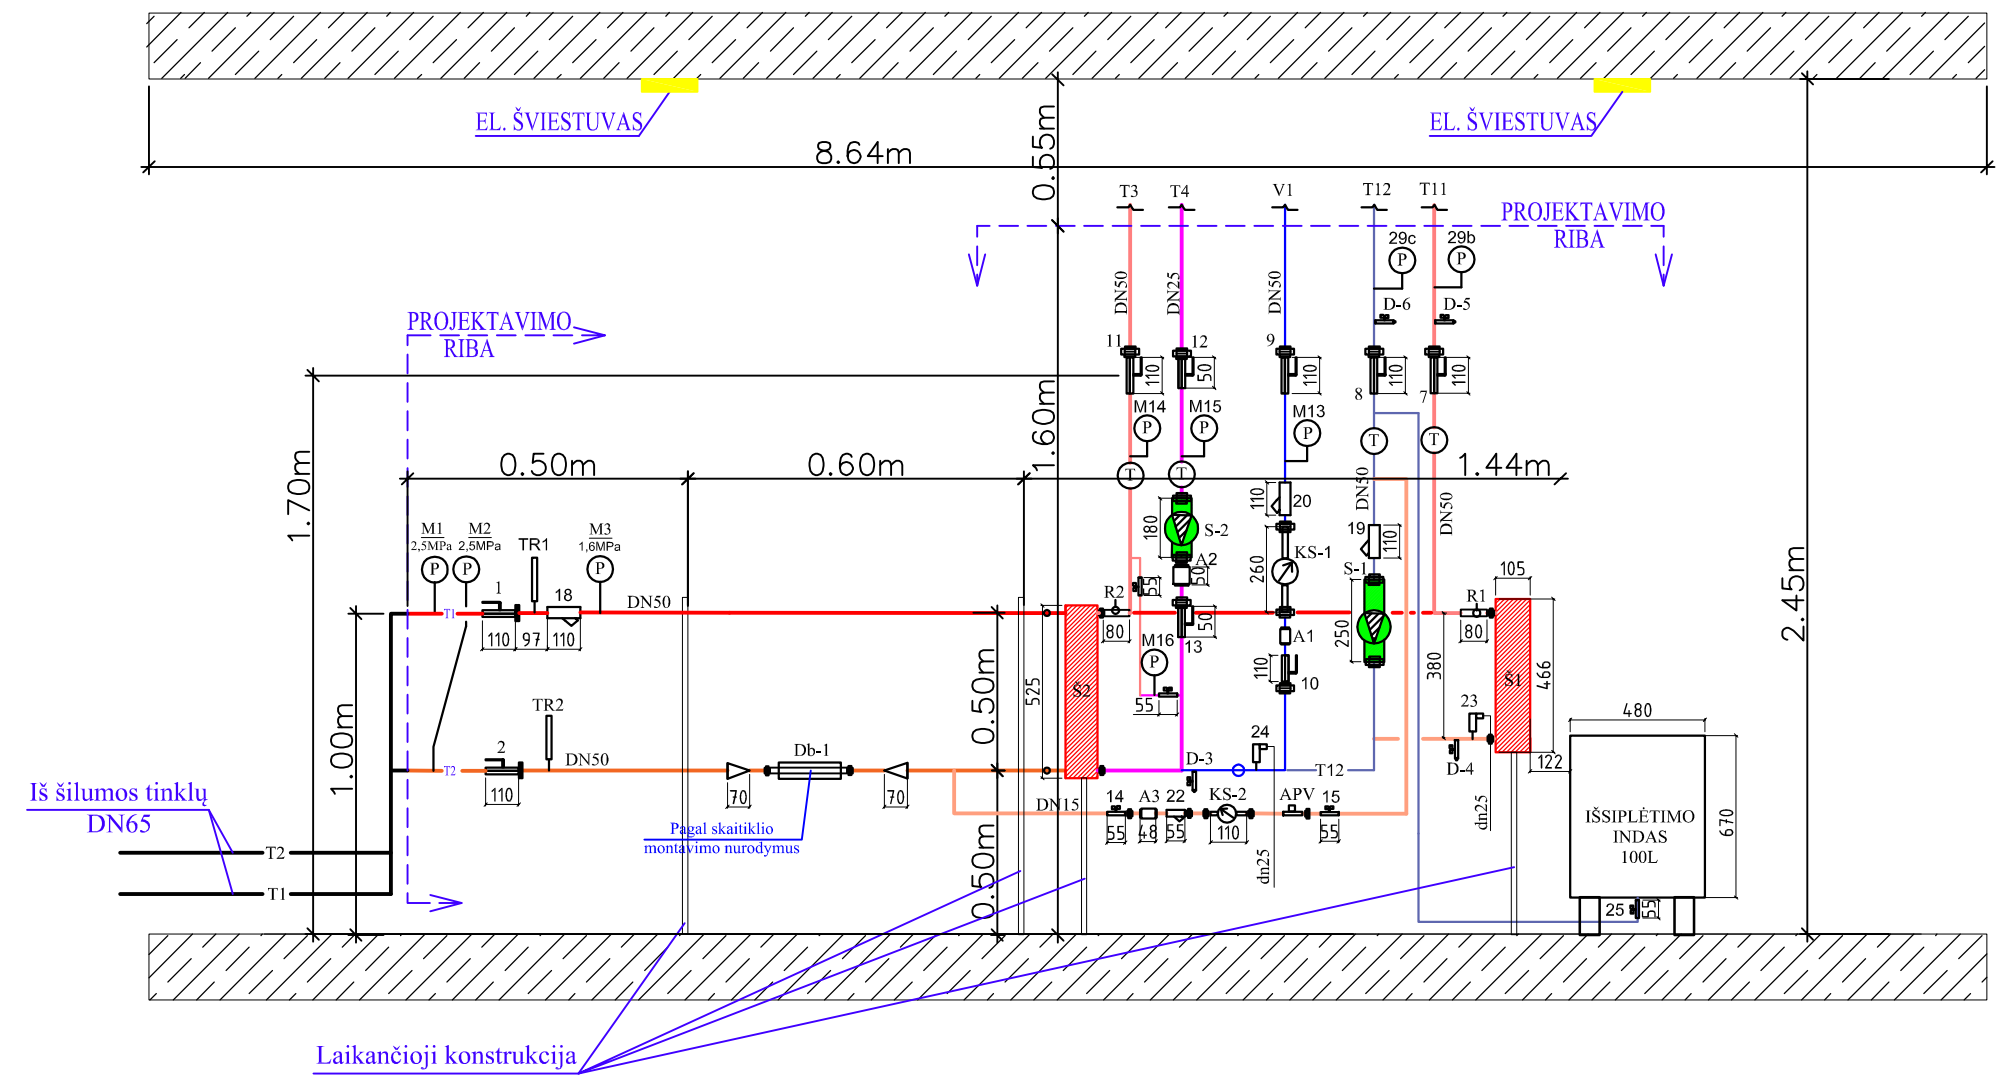 EL. ŠVIESTUVAS
EL. ŠVIESTUVAS
8.64m
0.55m
T3
T4
V1
T12
T11
PROJEKTAVIMO
RIBA
29c
P
29b
P
DN50
DN25
DN50
D-6
D-5
PROJEKTAVIMO
RIBA
11
12
9
8
7
110
50
110
110
110
M14
P
M15
P
M13
P
T
T
T
T
1.70m
0.50m
0.60m
1.60m
1.44m
DN50
DN50
110
20
180
S-2
A2
50
260
KS-1
19
110
S-1
250
M1
2,5MPa
P
M2
2,5MPa
P
TR1
M3
1,6MPa
P
1
18
T1
DN50
110
97
110
R2
80
55
50
13
A1
M16
P
55
110
10
R1
80
105
380
466
Š1
Š2
525
0.50m
2.45m
1.00m
TR2
2
T2
DN50
110
Db-1
70
70
Pagal skaitiklio
montavimo nurodymus
D-3
24
T12
23
D-4
122
480
670
IŠSIPLĖTIMO
INDAS
100L
25
55
DN15
14
A3
22
KS-2
APV
15
55
48
55
110
55
dn25
dn25
0.50m
Iš šilumos tinklų
DN65
T2
T1
Laikančioji konstrukcija